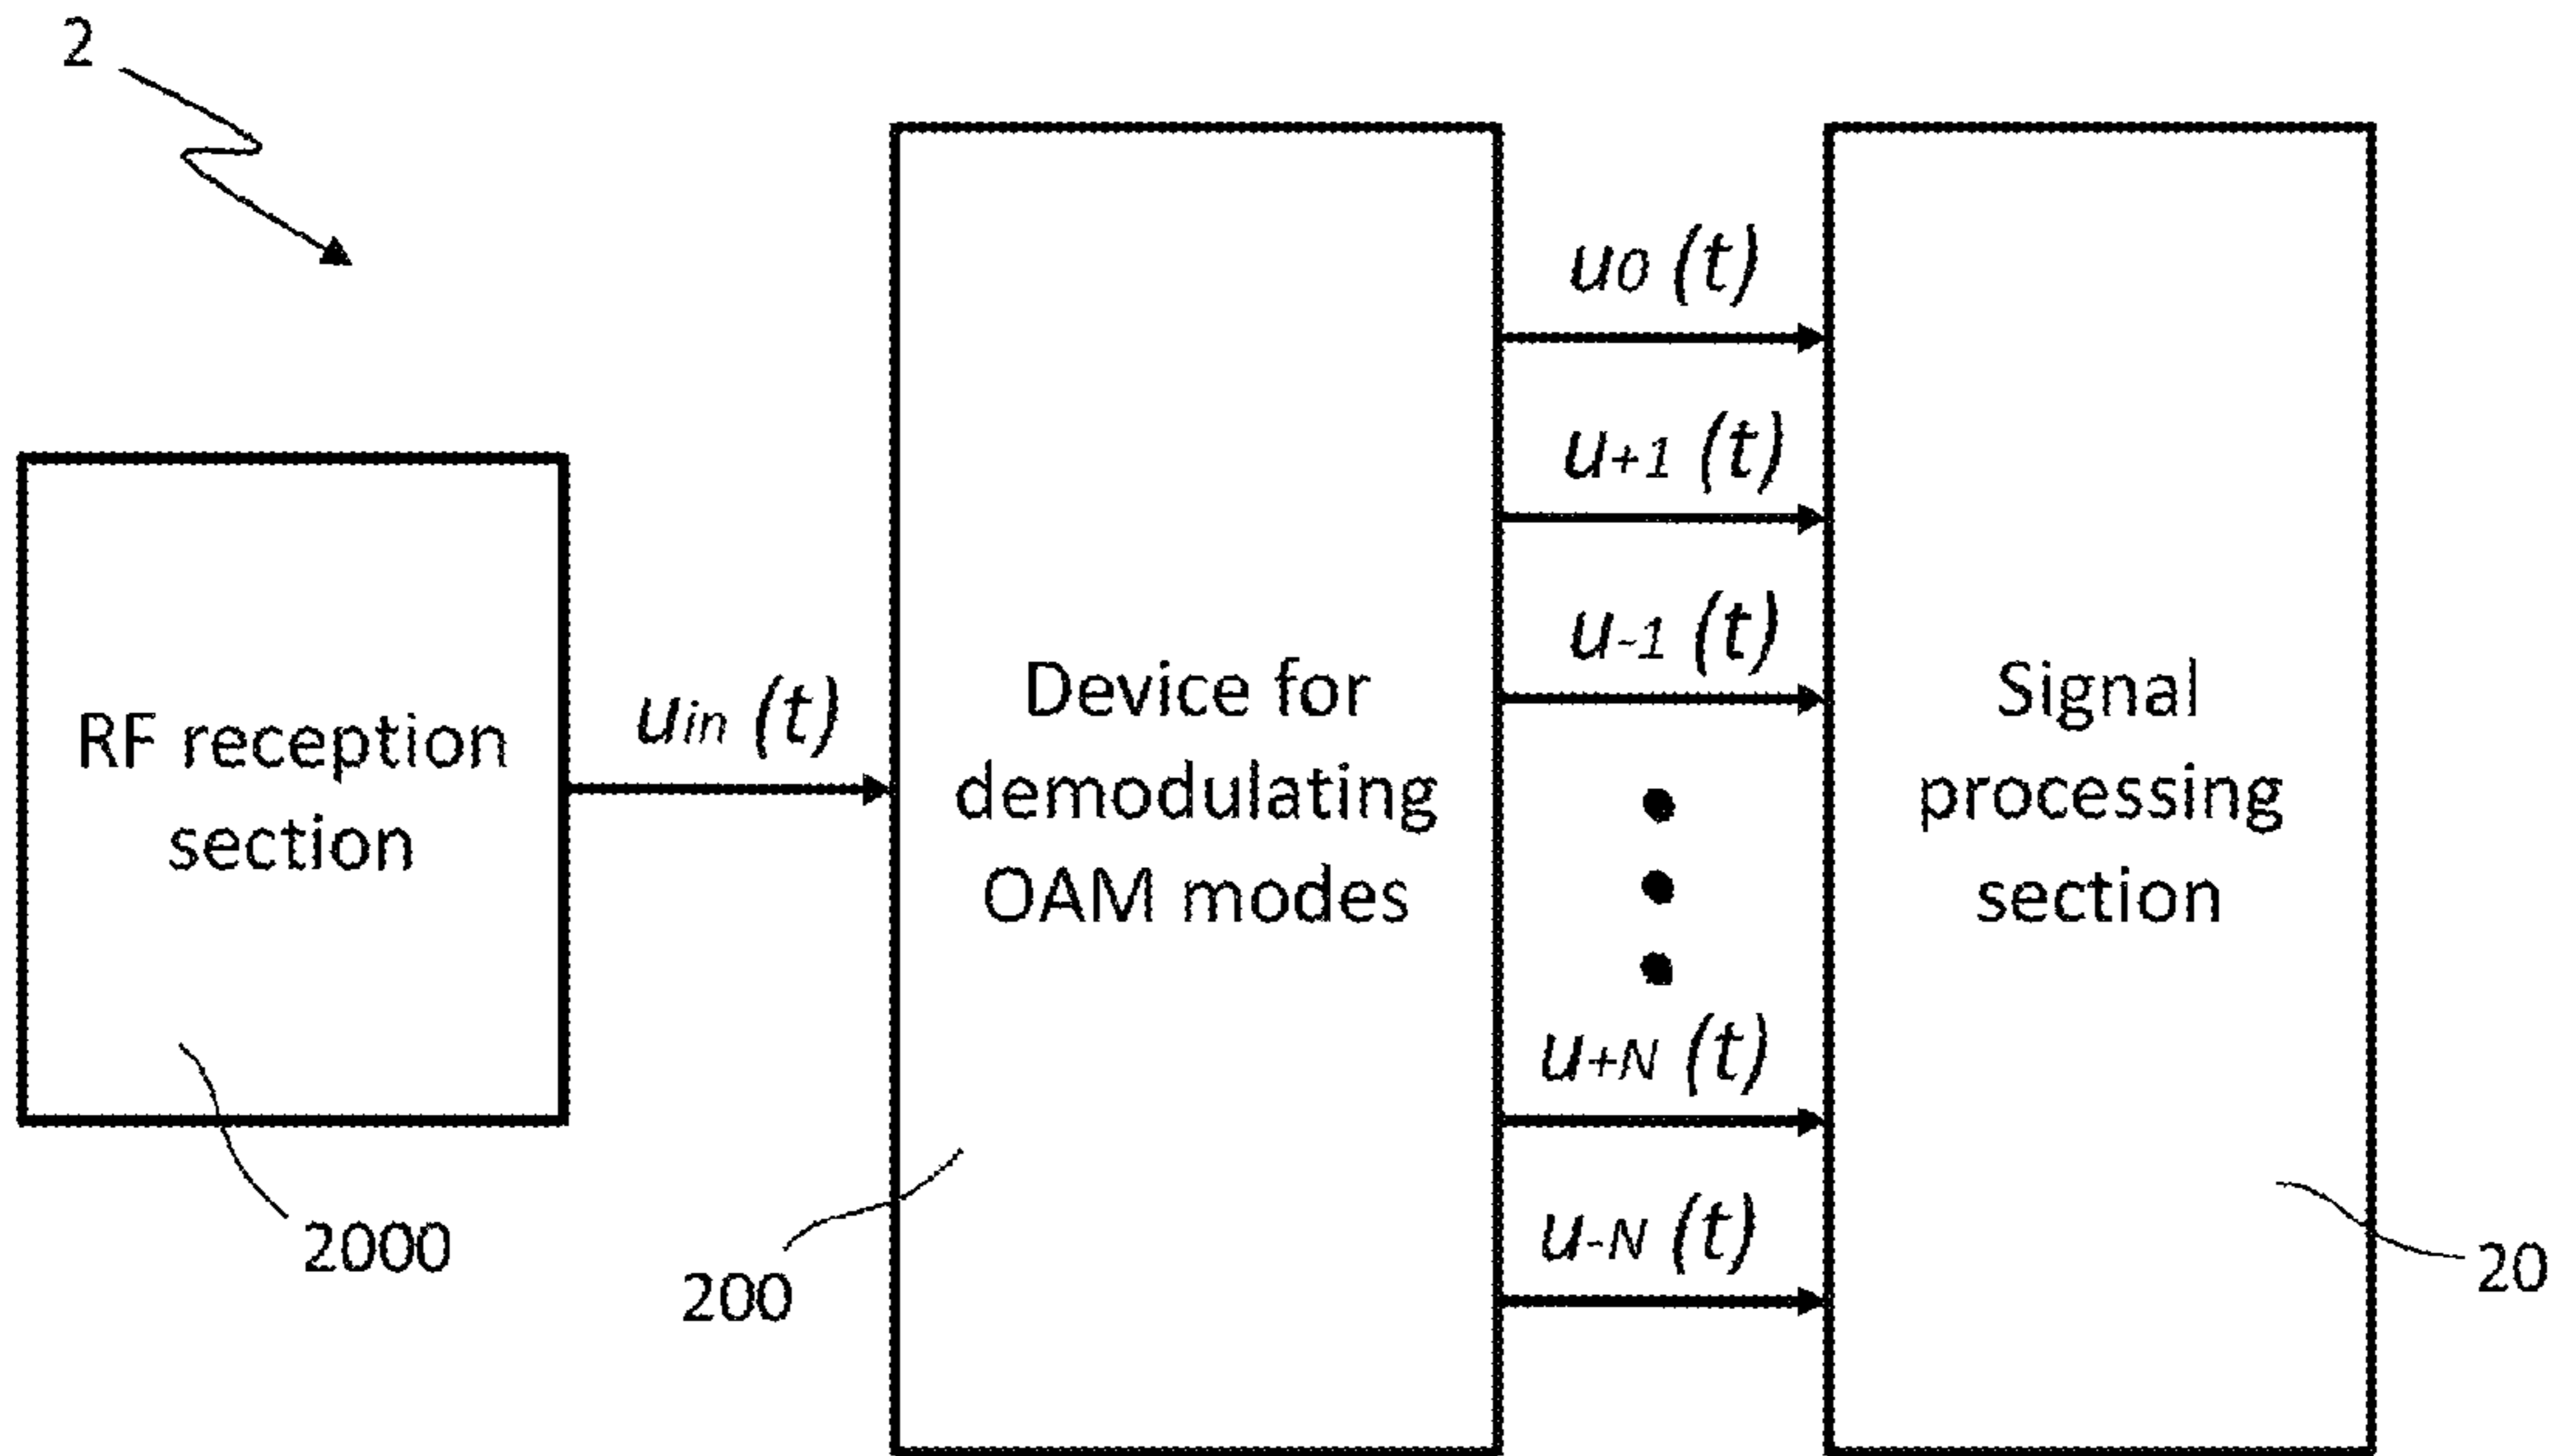 2
RF reception
section
2000
uin (t)
Device for
demodulating
OAM modes
200
u0 (t)
u+1 (t)
u-1 (t)
u+N (t)
u-N (t)
Signal
processing
section
20